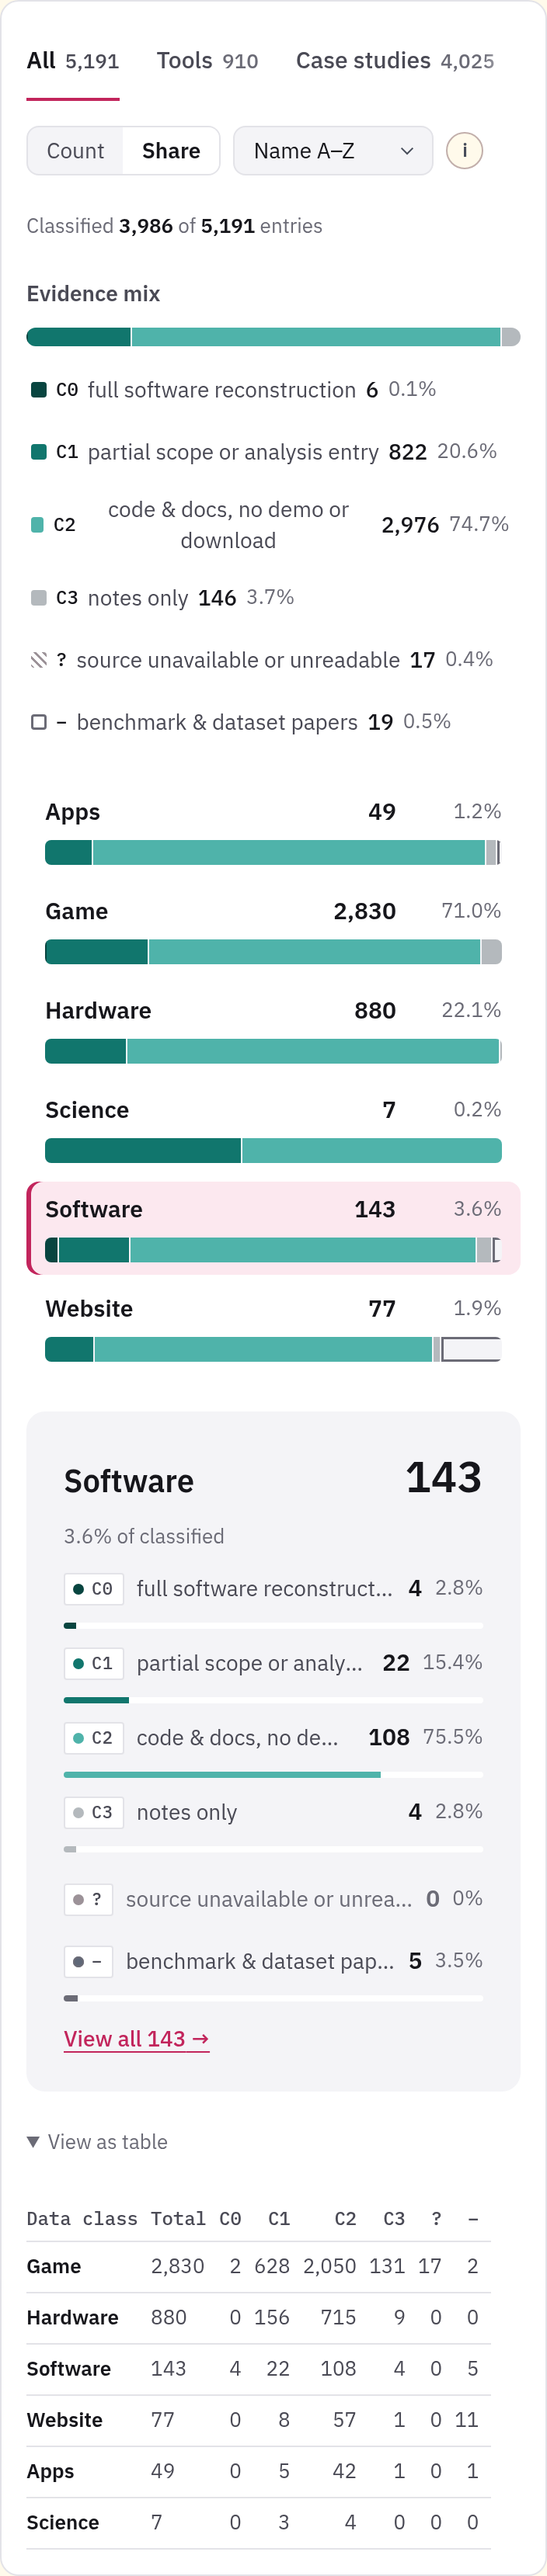 All 5,191 Tools 910 Case studies 4,025
Count Share Name A–Z i
Classified 3,986 of 5,191 entries
Evidence mix
C0 full software reconstruction 6 0.1%
C1 partial scope or analysis entry 822 20.6%
C2 code & docs, no demo or download 2,976 74.7%
C3 notes only 146 3.7%
? source unavailable or unreadable 17 0.4%
– benchmark & dataset papers 19 0.5%
Apps 49 1.2%
Game 2,830 71.0%
Hardware 880 22.1%
Science 7 0.2%
Software 143 3.6%
Website 77 1.9%
Software 143
3.6% of classified
C0 full software reconstruct... 4 2.8%
C1 partial scope or analy... 22 15.4%
C2 code & docs, no de... 108 75.5%
C3 notes only 4 2.8%
? source unavailable or unrea... 0 0%
– benchmark & dataset pap... 5 3.5%
View all 143 →
▼ View as table
Data class Total C0 C1 C2 C3 ? –
Game 2,830 2 628 2,050 131 17 2
Hardware 880 0 156 715 9 0 0
Software 143 4 22 108 4 0 5
Website 77 0 8 57 1 0 11
Apps 49 0 5 42 1 0 1
Science 7 0 3 4 0 0 0